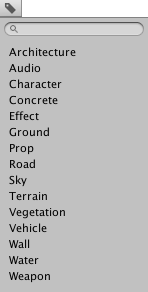 Architecture
Audio
Character
Concrete
Effect
Ground
Prop
Road
Sky
Terrain
Vegetation
Vehicle
Wall
Water
Weapon